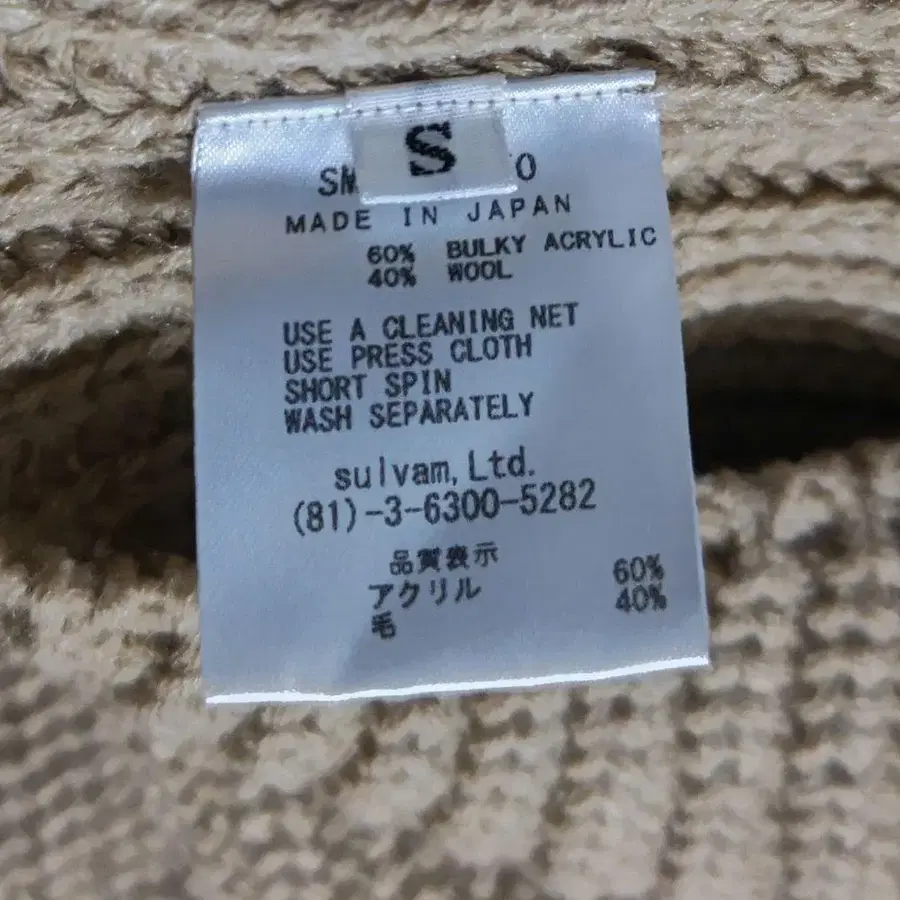 S
MADE IN JAPAN
60% BULKY ACRYLIC
40% WOOL
USE A CLEANING NET
USE PRESS CLOTH
SHORT SPIN
WASH SEPARATELY
sulvam,Ltd.
(81)-3-6300-5282
品質表示
アクリル 60%
毛 40%